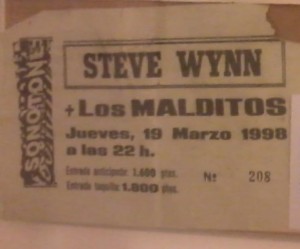 SONOTONE
STEVE WYNN
+ LOS MALDITOS
Jueves, 19 Marzo 1998
a las 22 h.
Entrada anticipada: 1.600 ptas.
Entrada taquilla: 1.800 ptas.
Nº 208